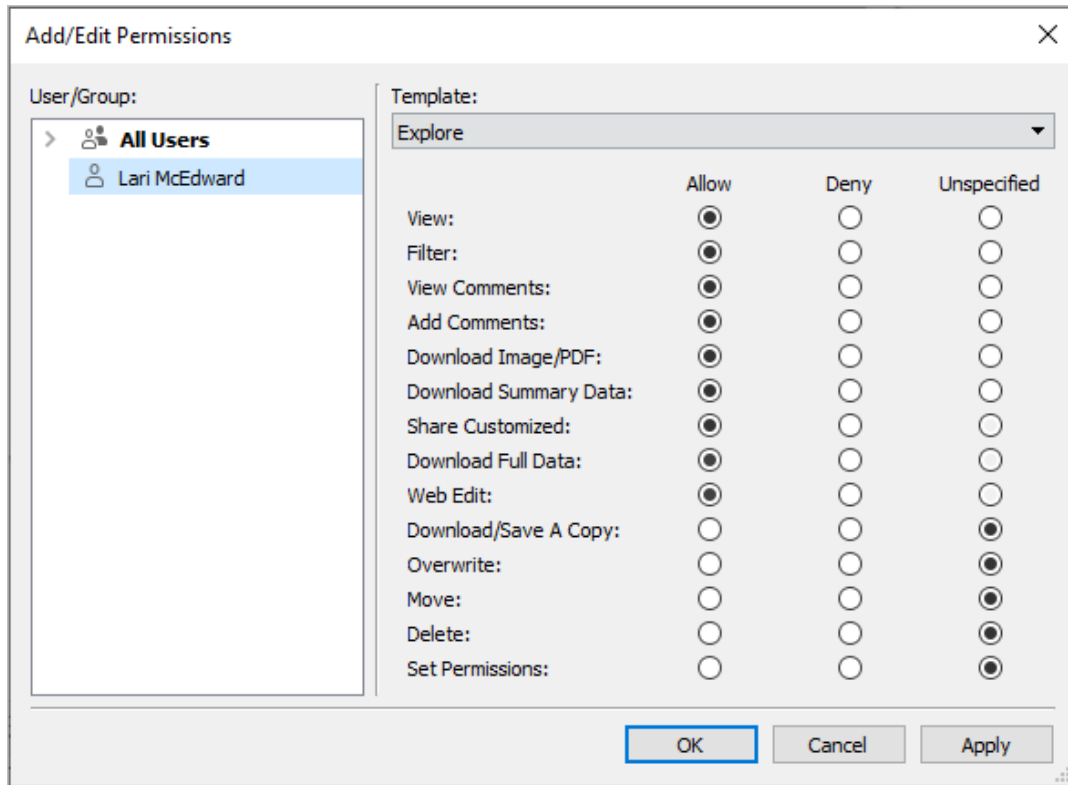 Add/Edit Permissions
User/Group:
All Users
Lari McEdward
Template:
Explore
Allow Deny Unspecified
View:
Filter:
View Comments:
Add Comments:
Download Image/PDF:
Download Summary Data:
Share Customized:
Download Full Data:
Web Edit:
Download/Save A Copy:
Overwrite:
Move:
Delete:
Set Permissions:
OK Cancel Apply